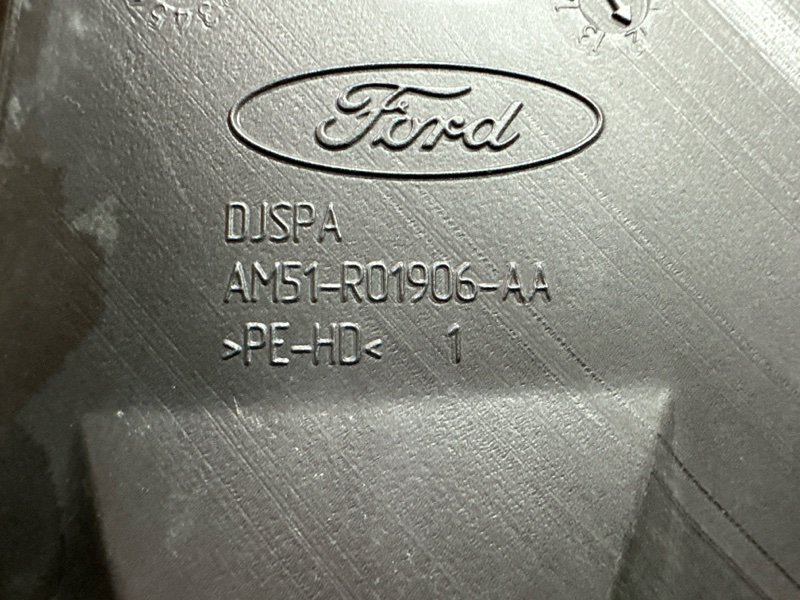 Ford
DJSPA
AM51-R01906-AA
>PE-HD< 1